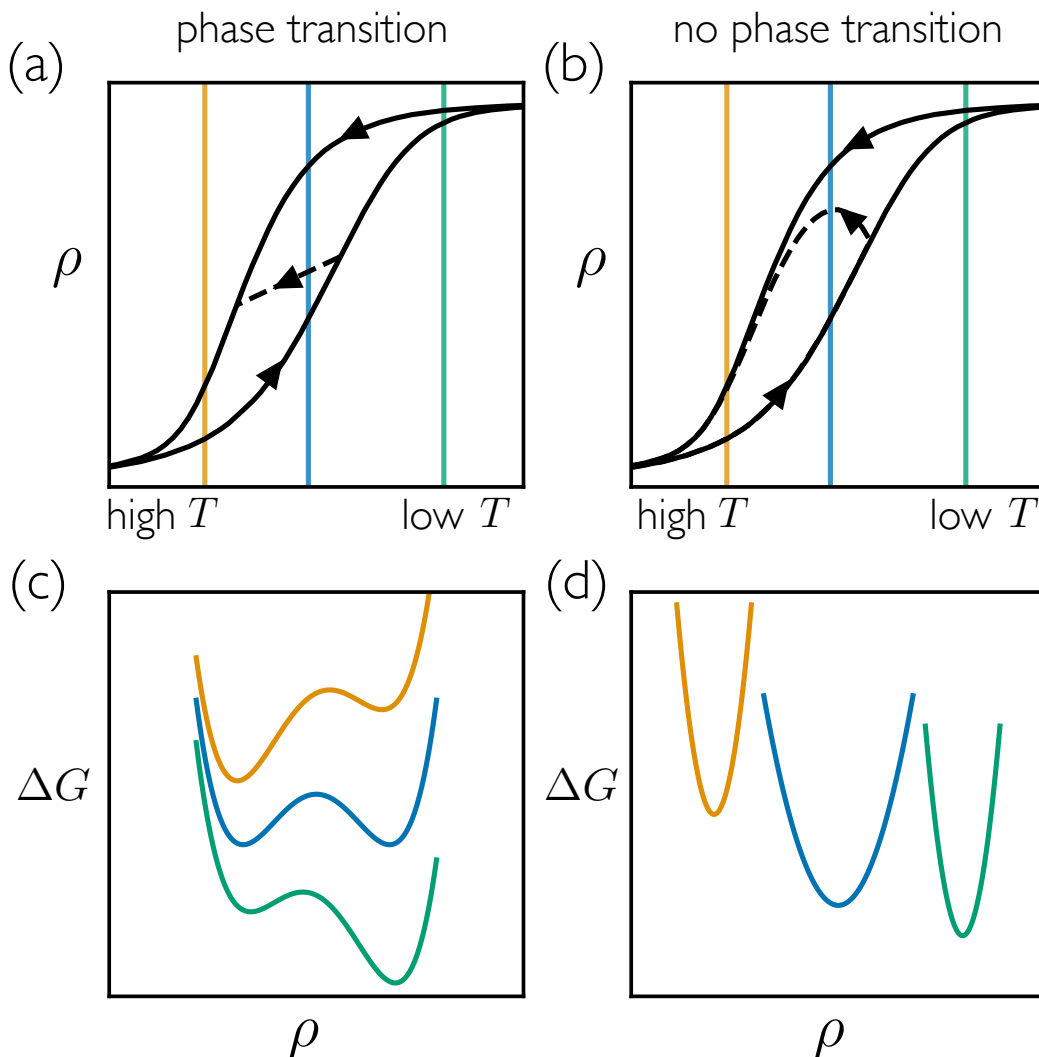 phase transition
no phase transition
(a)
(b)
ρ
ρ
high T
low T
high T
low T
(c)
(d)
ΔG
ΔG
ρ
ρ